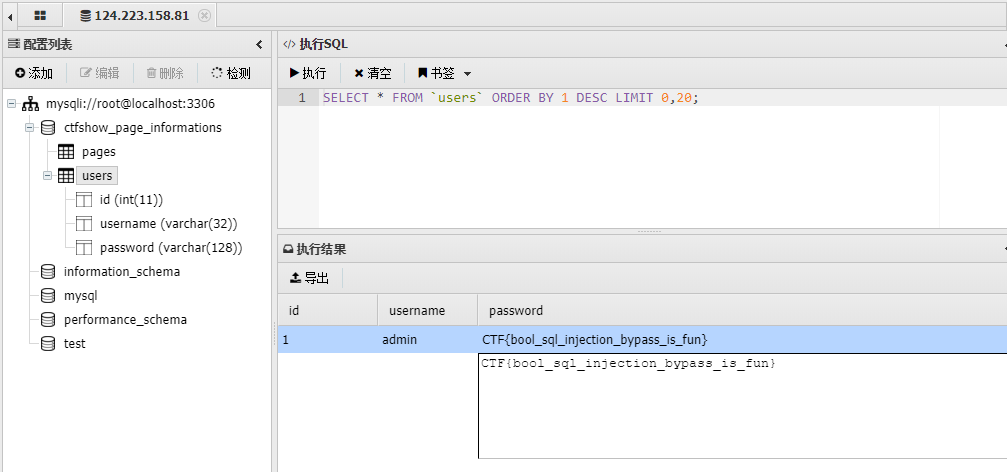 124.223.158.81
配置列表
添加 编辑 删除 检测
mysqli://root@localhost:3306
ctfshow_page_informations
pages
users
id (int(11))
username (varchar(32))
password (varchar(128))
information_schema
mysql
performance_schema
test
</> 执行SQL
执行 清空 书签
1 SELECT * FROM `users` ORDER BY 1 DESC LIMIT 0,20;
执行结果
导出
id username password
1 admin CTF{bool_sql_injection_bypass_is_fun}
CTF{bool_sql_injection_bypass_is_fun}